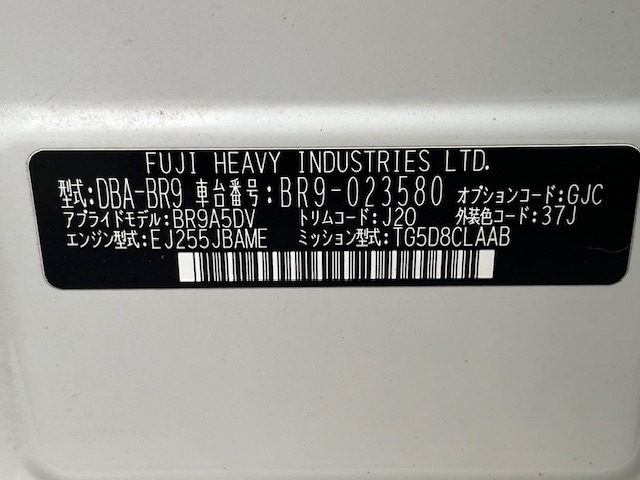 FUJI HEAVY INDUSTRIES LTD.
型式:DBA-BR9 車台番号:BR9-023580 オプションコード:GJC
アプライドモデル:BR9A5DV トリムコード:J20 外装色コード:37J
エンジン型式:EJ255JBAME ミッション型式:TG5D8CLAAB